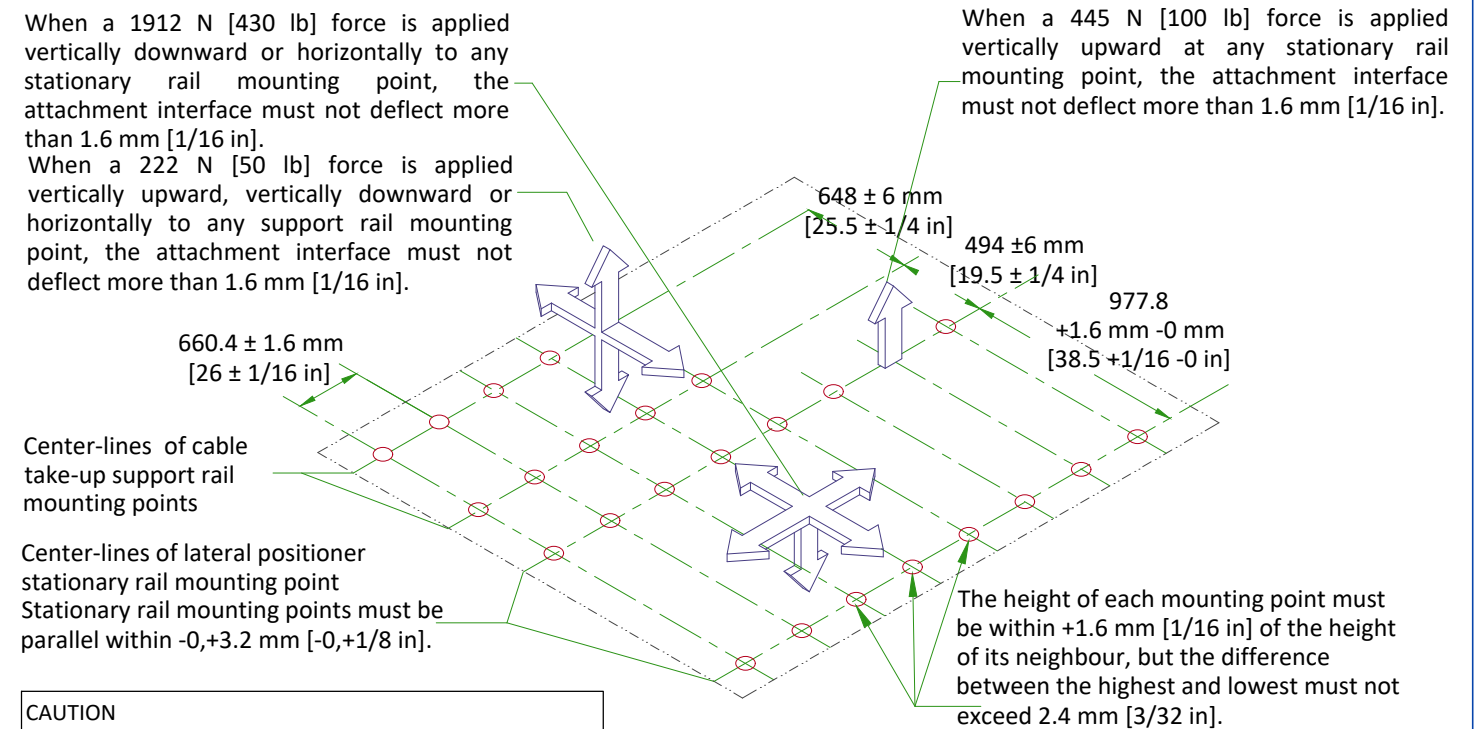 When a 1912 N [430 lb] force is applied
vertically downward or horizontally to any
stationary rail mounting point, the
attachment interface must not deflect more
than 1.6 mm [1/16 in].
When a 222 N [50 lb] force is applied
vertically upward, vertically downward or
horizontally to any support rail mounting
point, the attachment interface must not
deflect more than 1.6 mm [1/16 in].
When a 445 N [100 lb] force is applied
vertically upward at any stationary rail
mounting point, the attachment interface
must not deflect more than 1.6 mm [1/16 in].
648 ± 6 mm
[25.5 ± 1/4 in]
494 ±6 mm
[19.5 ± 1/4 in]
977.8
+1.6 mm -0 mm
[38.5 +1/16 -0 in]
660.4 ± 1.6 mm
[26 ± 1/16 in]
Center-lines of cable
take-up support rail
mounting points
Center-lines of lateral positioner
stationary rail mounting point
Stationary rail mounting points must be
parallel within -0,+3.2 mm [-0,+1/8 in].
The height of each mounting point must
be within +1.6 mm [1/16 in] of the height
of its neighbour, but the difference
between the highest and lowest must not
exceed 2.4 mm [3/32 in].
CAUTION